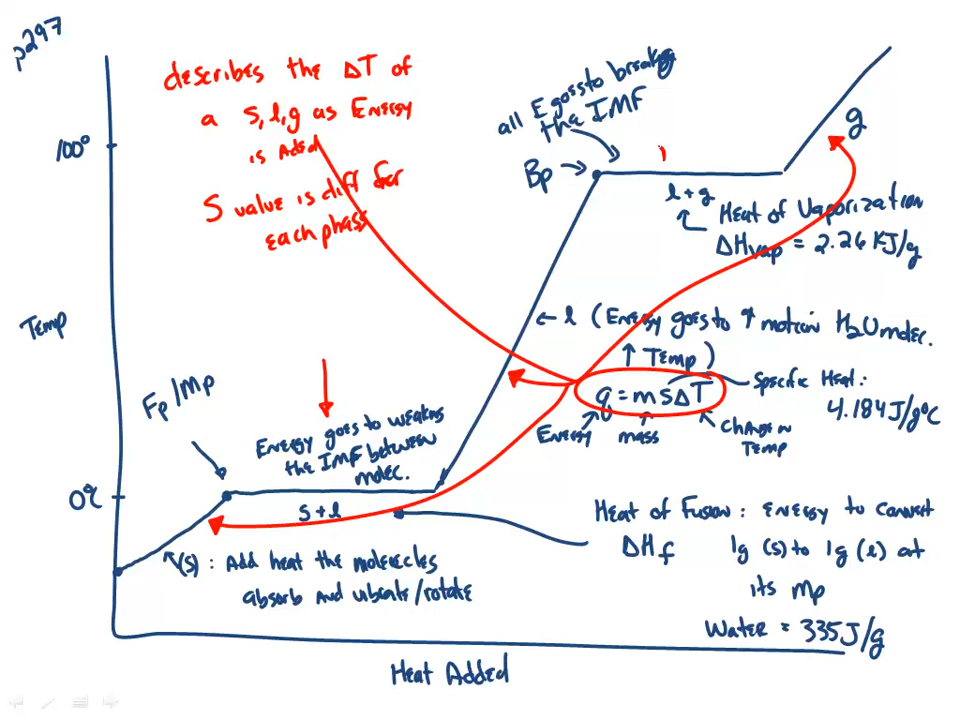 p297
describes the ΔT of
a s,l,g as Energy
is Added
S value is diff for
each phase
all E goes to breaking
the IMF
100°
Bp
g
l + g
Heat of Vaporization
ΔHvap = 2.26 KJ/g
Temp
l (Energy goes to ↑ motion H2O molec.
↑ Temp)
q = m s Δ T
Specific Heat:
4.184 J/g°C
Energy
mass
Change in
Temp
Fp/Mp
Energy goes to weaken
the IMF between
molec.
0°C
s + l
Heat of Fusion: Energy to convert
ΔHf
1g (s) to 1g (l) at
its mp
Water = 335 J/g
(s): Add heat the molecules
absorb and vibrate/rotate
Heat Added